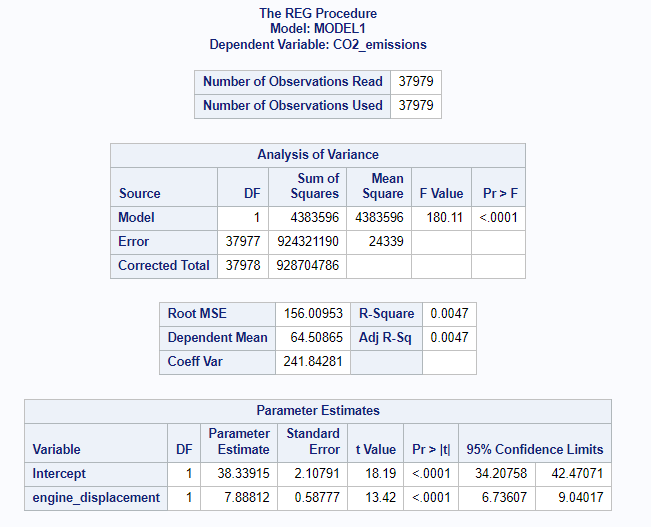 The REG Procedure
Model: MODEL1
Dependent Variable: CO2_emissions
Number of Observations Read 37979
Number of Observations Used 37979
Analysis of Variance
Source DF Sum of Squares Mean Square F Value Pr > F
Model 1 4383596 4383596 180.11 <.0001
Error 37977 924321190 24339
Corrected Total 37978 928704786
Root MSE 156.00953 R-Square 0.0047
Dependent Mean 64.50865 Adj R-Sq 0.0047
Coeff Var 241.84281
Parameter Estimates
Variable DF Parameter Estimate Standard Error t Value Pr > |t| 95% Confidence Limits
Intercept 1 38.33915 2.10791 18.19 <.0001 34.20758 42.47071
engine_displacement 1 7.88812 0.58777 13.42 <.0001 6.73607 9.04017